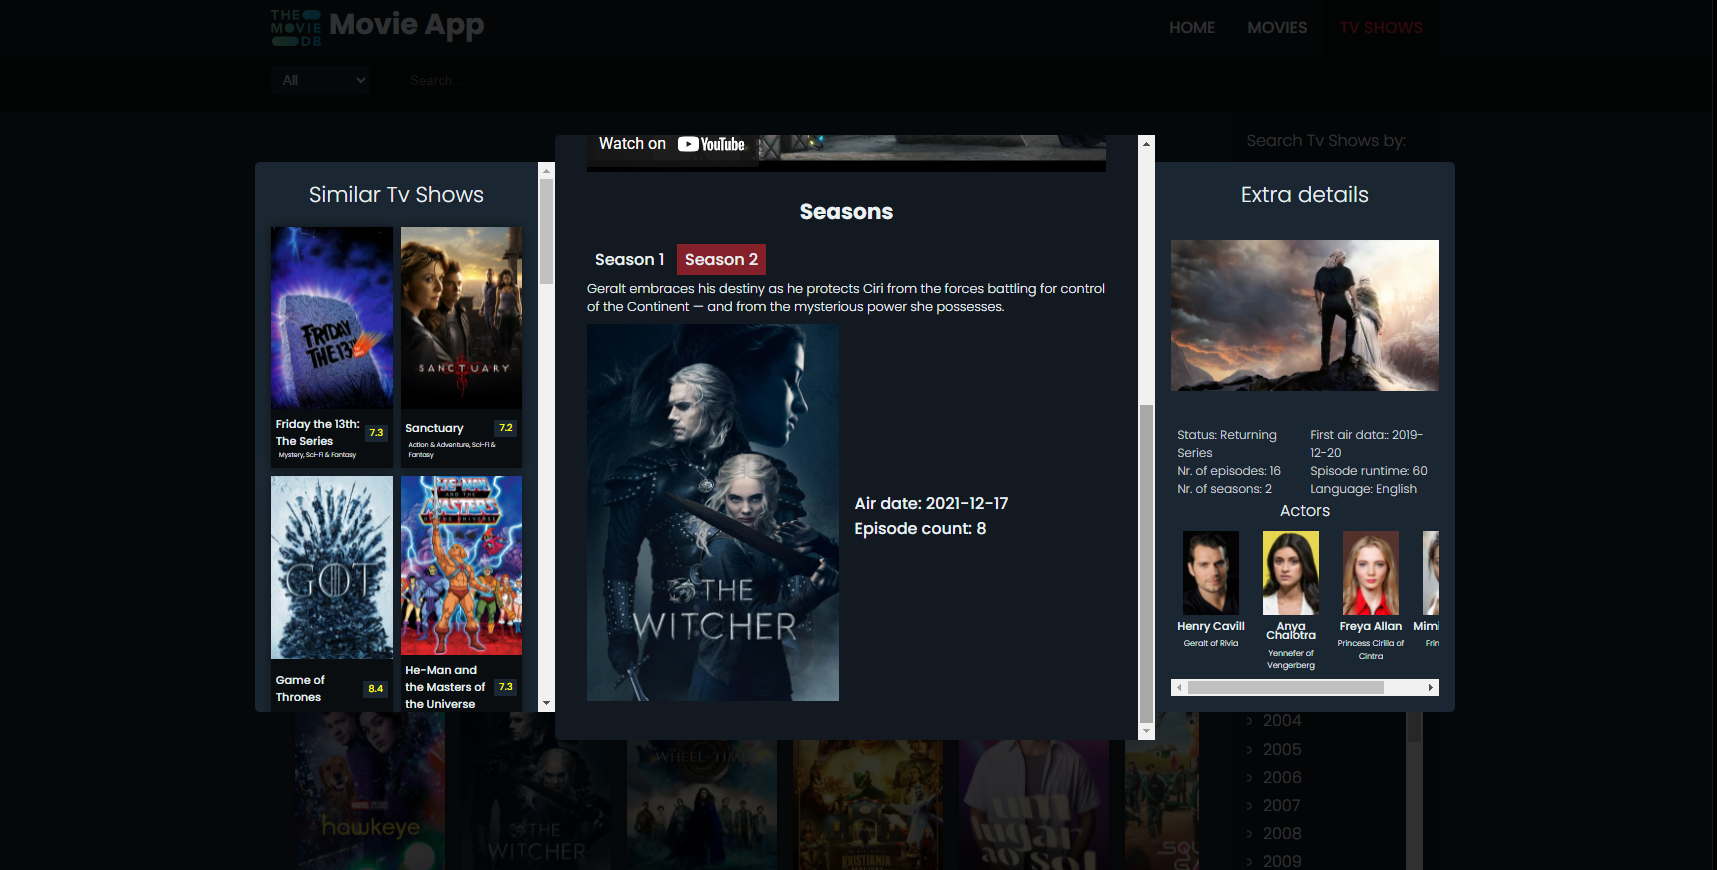 THE
MOVIE
DB
Movie App
HOME
MOVIES
TV SHOWS
All
Search...
Search Tv Shows by:
Similar Tv Shows
FRIDAY
THE 13TH
Friday the 13th:
The Series
7.3
Mystery, Sci-Fi & Fantasy
SANCTUARY
Sanctuary
7.2
Action & Adventure, Sci-Fi &
Fantasy
GOT
Game of
Thrones
8.4
HE-MAN
AND THE
MASTERS
OF THE UNIVERSE
He-Man and
the Masters of
the Universe
7.3
Watch on
YouTube
Seasons
Season 1
Season 2
Geralt embraces his destiny as he protects Ciri from the forces battling for control
of the Continent — and from the mysterious power she possesses.
THE
WITCHER
Air date: 2021-12-17
Episode count: 8
Extra details
Status: Returning
Series
Nr. of episodes: 16
Nr. of seasons: 2
First air data:: 2019-
12-20
Spisode runtime: 60
Language: English
Actors
Henry Cavill
Geralt of Rivia
Anya
Chalotra
Yennefer of
Vengerberg
Freya Allan
Princess Cirilla of
Cintra
Mimi
Frin
MARVEL STUDIOS
hawkeye
THE
WITCHER
WHEEL OF TIME
KRISTIANIA
um
lugar
ao sol
2004
2005
2006
2007
2008
2009